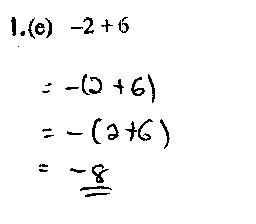 1.(e) -2 + 6
= -(2 + 6)
= - (2+6)
= -8